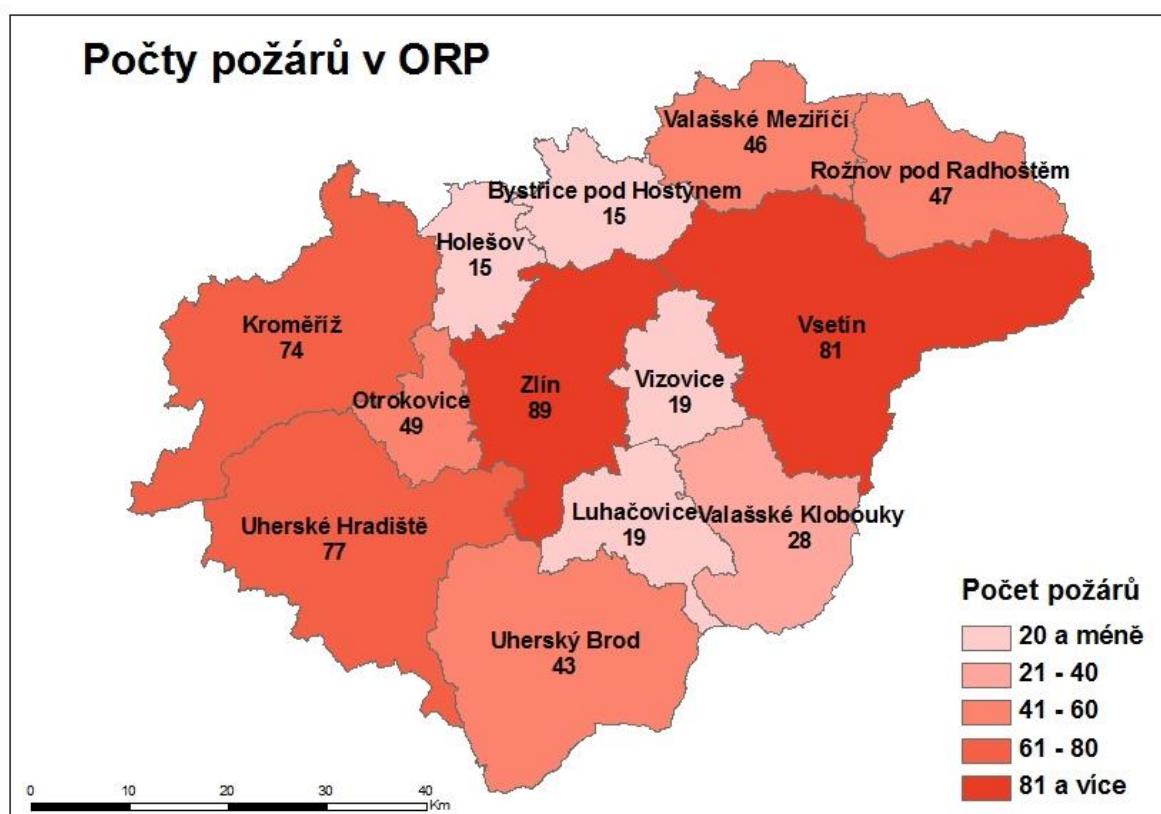 Počty požárů v ORP
Valašské Meziříčí
46
Rožnov pod Radhoštěm
47
Bystřice pod Hostýnem
15
Holešov
15
Kroměříž
74
Vsetín
81
Otrokovice
49
Zlín
89
Vizovice
19
Uherské Hradiště
77
Luhačovice
19
Valašské Klobouky
28
Uherský Brod
43
Počet požárů
20 a méně
21 - 40
41 - 60
61 - 80
81 a více
0 10 20 30 40
Km